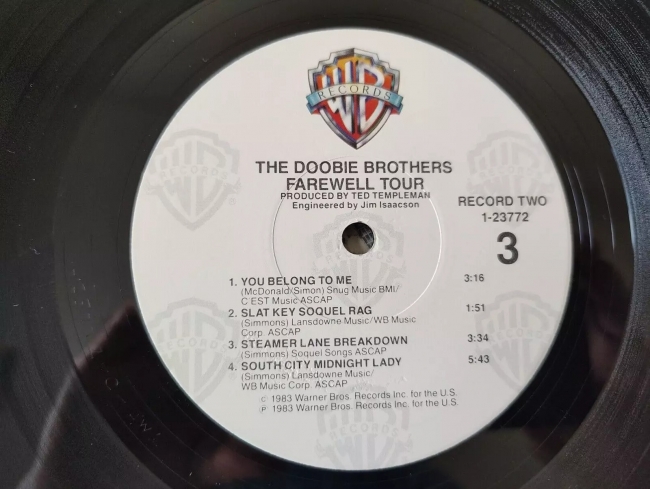 WB
RECORDS
THE DOOBIE BROTHERS
FAREWELL TOUR
PRODUCED BY TED TEMPLEMAN
Engineered by Jim Isaacson
RECORD TWO
1-23772
3
1. YOU BELONG TO ME 3:16
(McDonald/Simon) Snug Music BMI/
C'EST Music ASCAP
2. SLAT KEY SOQUEL RAG 1:51
(Simmons) Lansdowne Music/WB Music
Corp. ASCAP
3. STEAMER LANE BREAKDOWN 3:34
(Simmons) Soquel Songs ASCAP
4. SOUTH CITY MIDNIGHT LADY 5:43
(Simmons) Lansdowne Music/
WB Music Corp. ASCAP
© 1983 Warner Bros. Records Inc. for the U.S.
℗ 1983 Warner Bros. Records Inc. for the U.S.